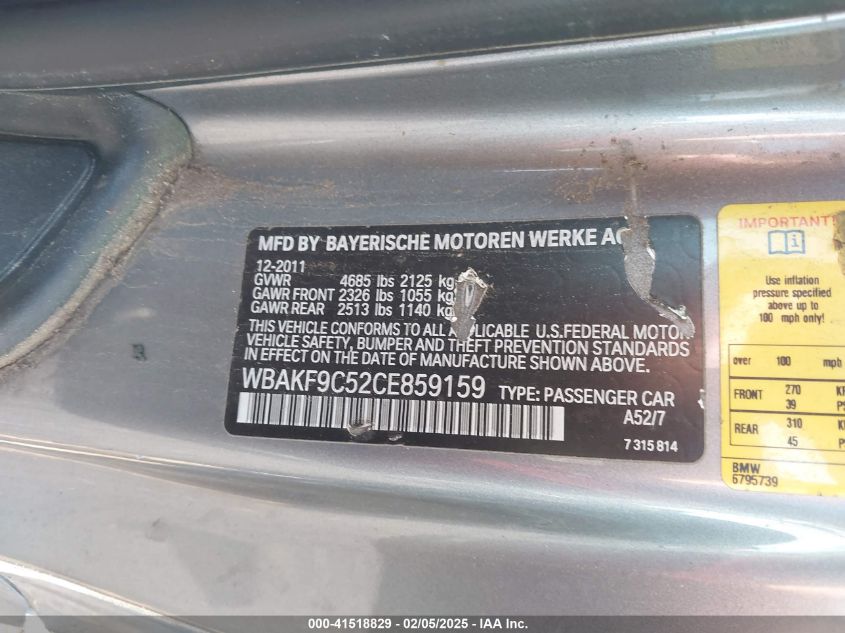 MFD BY BAYERISCHE MOTOREN WERKE AG
12-2011
GVWR 4685 lbs 2125 kg
GAWR FRONT 2326 lbs 1055 kg
GAWR REAR 2513 lbs 1140 kg
THIS VEHICLE CONFORMS TO ALL APPLICABLE U.S.FEDERAL MOTOR
VEHICLE SAFETY, BUMPER AND THEFT PREVENTION STANDARDS
IN EFFECT ON THE DATE OF MANUFACTURE SHOWN ABOVE.
WBAKF9C52CE859159 TYPE: PASSENGER CAR
A52/7
7 315 814
IMPORTANT!
Use inflation
pressure specified
above up to
100 mph only!
over 100 mph
FRONT 270
39
REAR 310
45
BMW
6795739
000-41518829 - 02/05/2025 - IAA Inc.